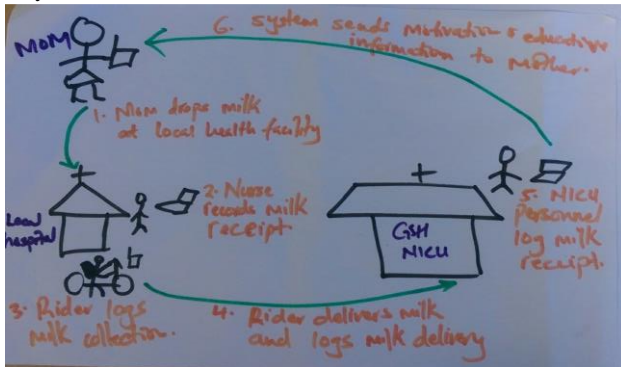 MOM
6. System sends motivation & education
information to Mother.
1. Mom drops milk
at local health facility
Local
hospital
2. Nurse
records milk
receipt.
GSH
NICU
5. NICU
personnel
log milk
receipt.
3. Rider logs
milk collection.
4. Rider delivers milk
and logs milk delivery